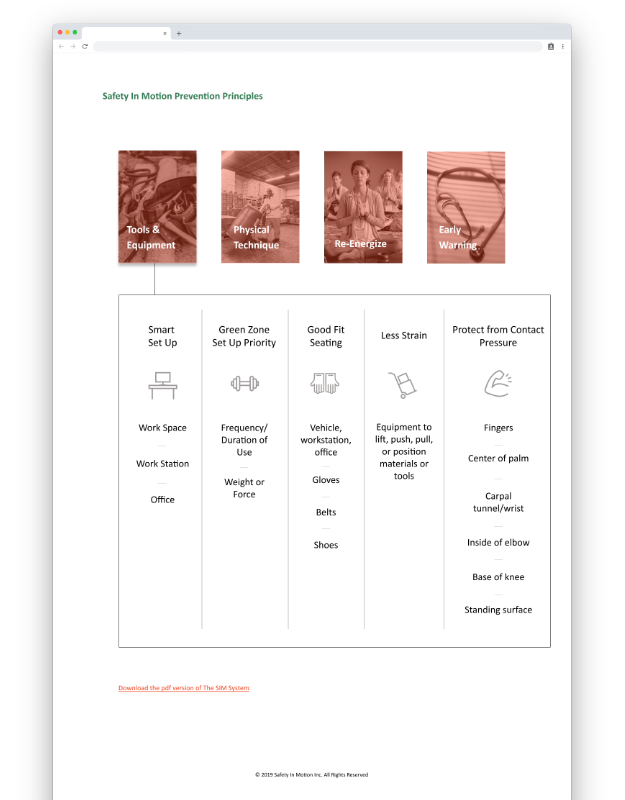 Safety In Motion Prevention Principles
Tools &
Equipment
Physical
Technique
Re-Energize
Early
Warning
Smart
Set Up
Work Space
Work Station
Office
Green Zone
Set Up Priority
Frequency/
Duration of
Use
Weight or
Force
Good Fit
Seating
Vehicle,
workstation,
office
Gloves
Belts
Shoes
Less Strain
Equipment to
lift, push, pull,
or position
materials or
tools
Protect from Contact
Pressure
Fingers
Center of palm
Carpal
tunnel/wrist
Inside of elbow
Base of knee
Standing surface
Download the pdf version of The SIM System
© 2019 Safety In Motion Inc. All Rights Reserved